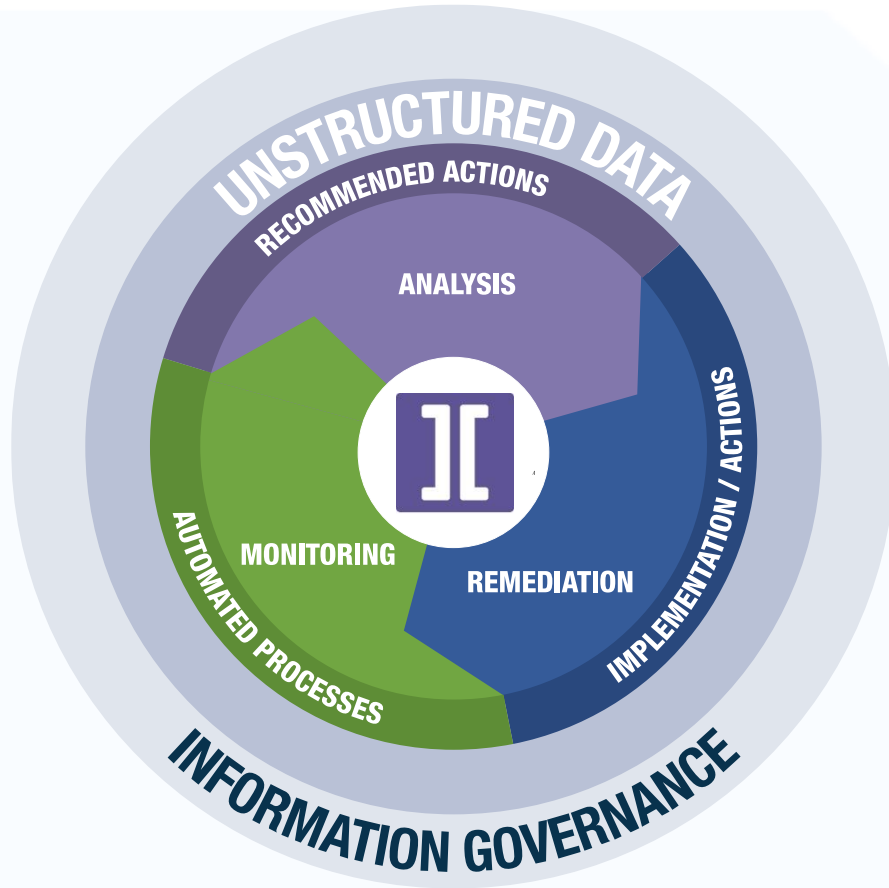 UNSTRUCTURED DATA
RECOMMENDED ACTIONS
ANALYSIS
IMPLEMENTATION / ACTIONS
REMEDIATION
MONITORING
AUTOMATED PROCESSES
INFORMATION GOVERNANCE